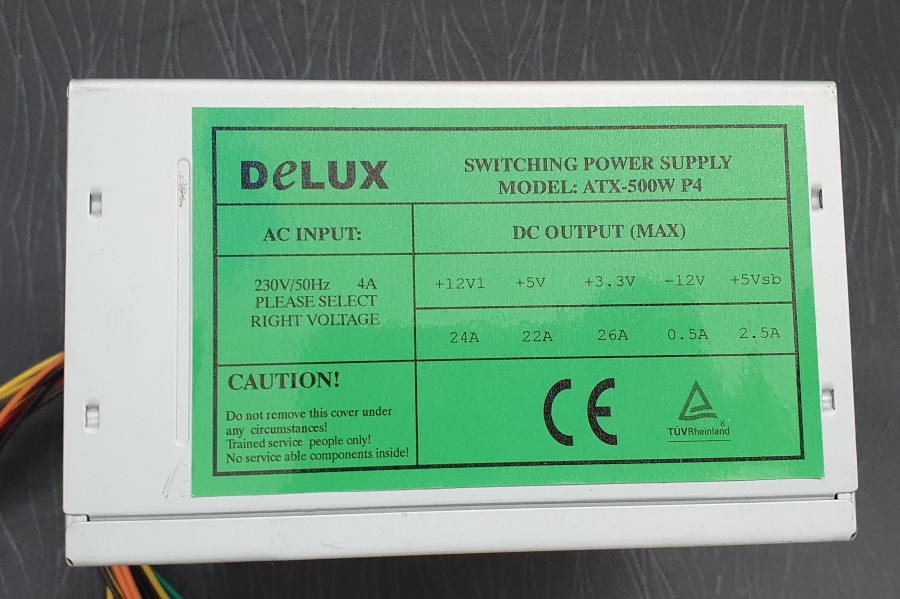 DeLUX
SWITCHING POWER SUPPLY
MODEL: ATX-500W P4
AC INPUT:
DC OUTPUT (MAX)
230V/50Hz 4A
PLEASE SELECT
RIGHT VOLTAGE
+12V1 +5V +3.3V -12V +5Vsb
24A 22A 26A 0.5A 2.5A
CAUTION!
Do not remove this cover under
any circumstances!
Trained service people only!
No service able components inside!
CE
TÜVRheinland®